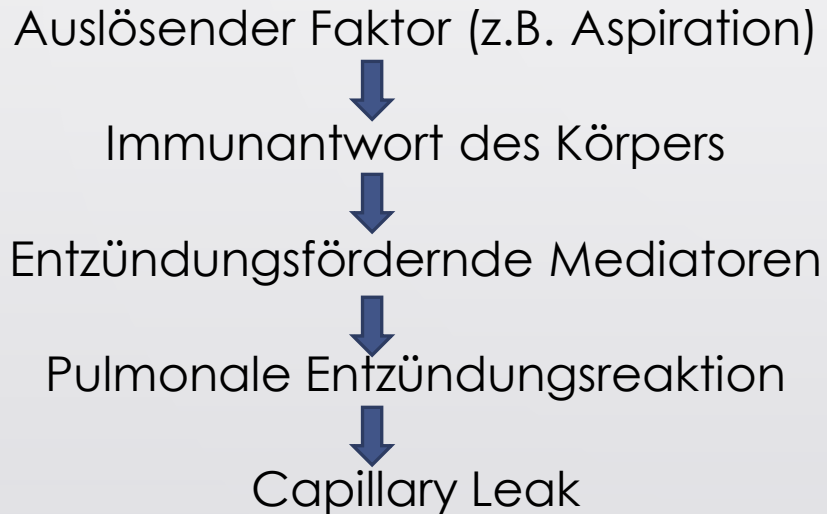 Auslösender Faktor (z.B. Aspiration)
Immunantwort des Körpers
Entzündungsfördernde Mediatoren
Pulmonale Entzündungsreaktion
Capillary Leak